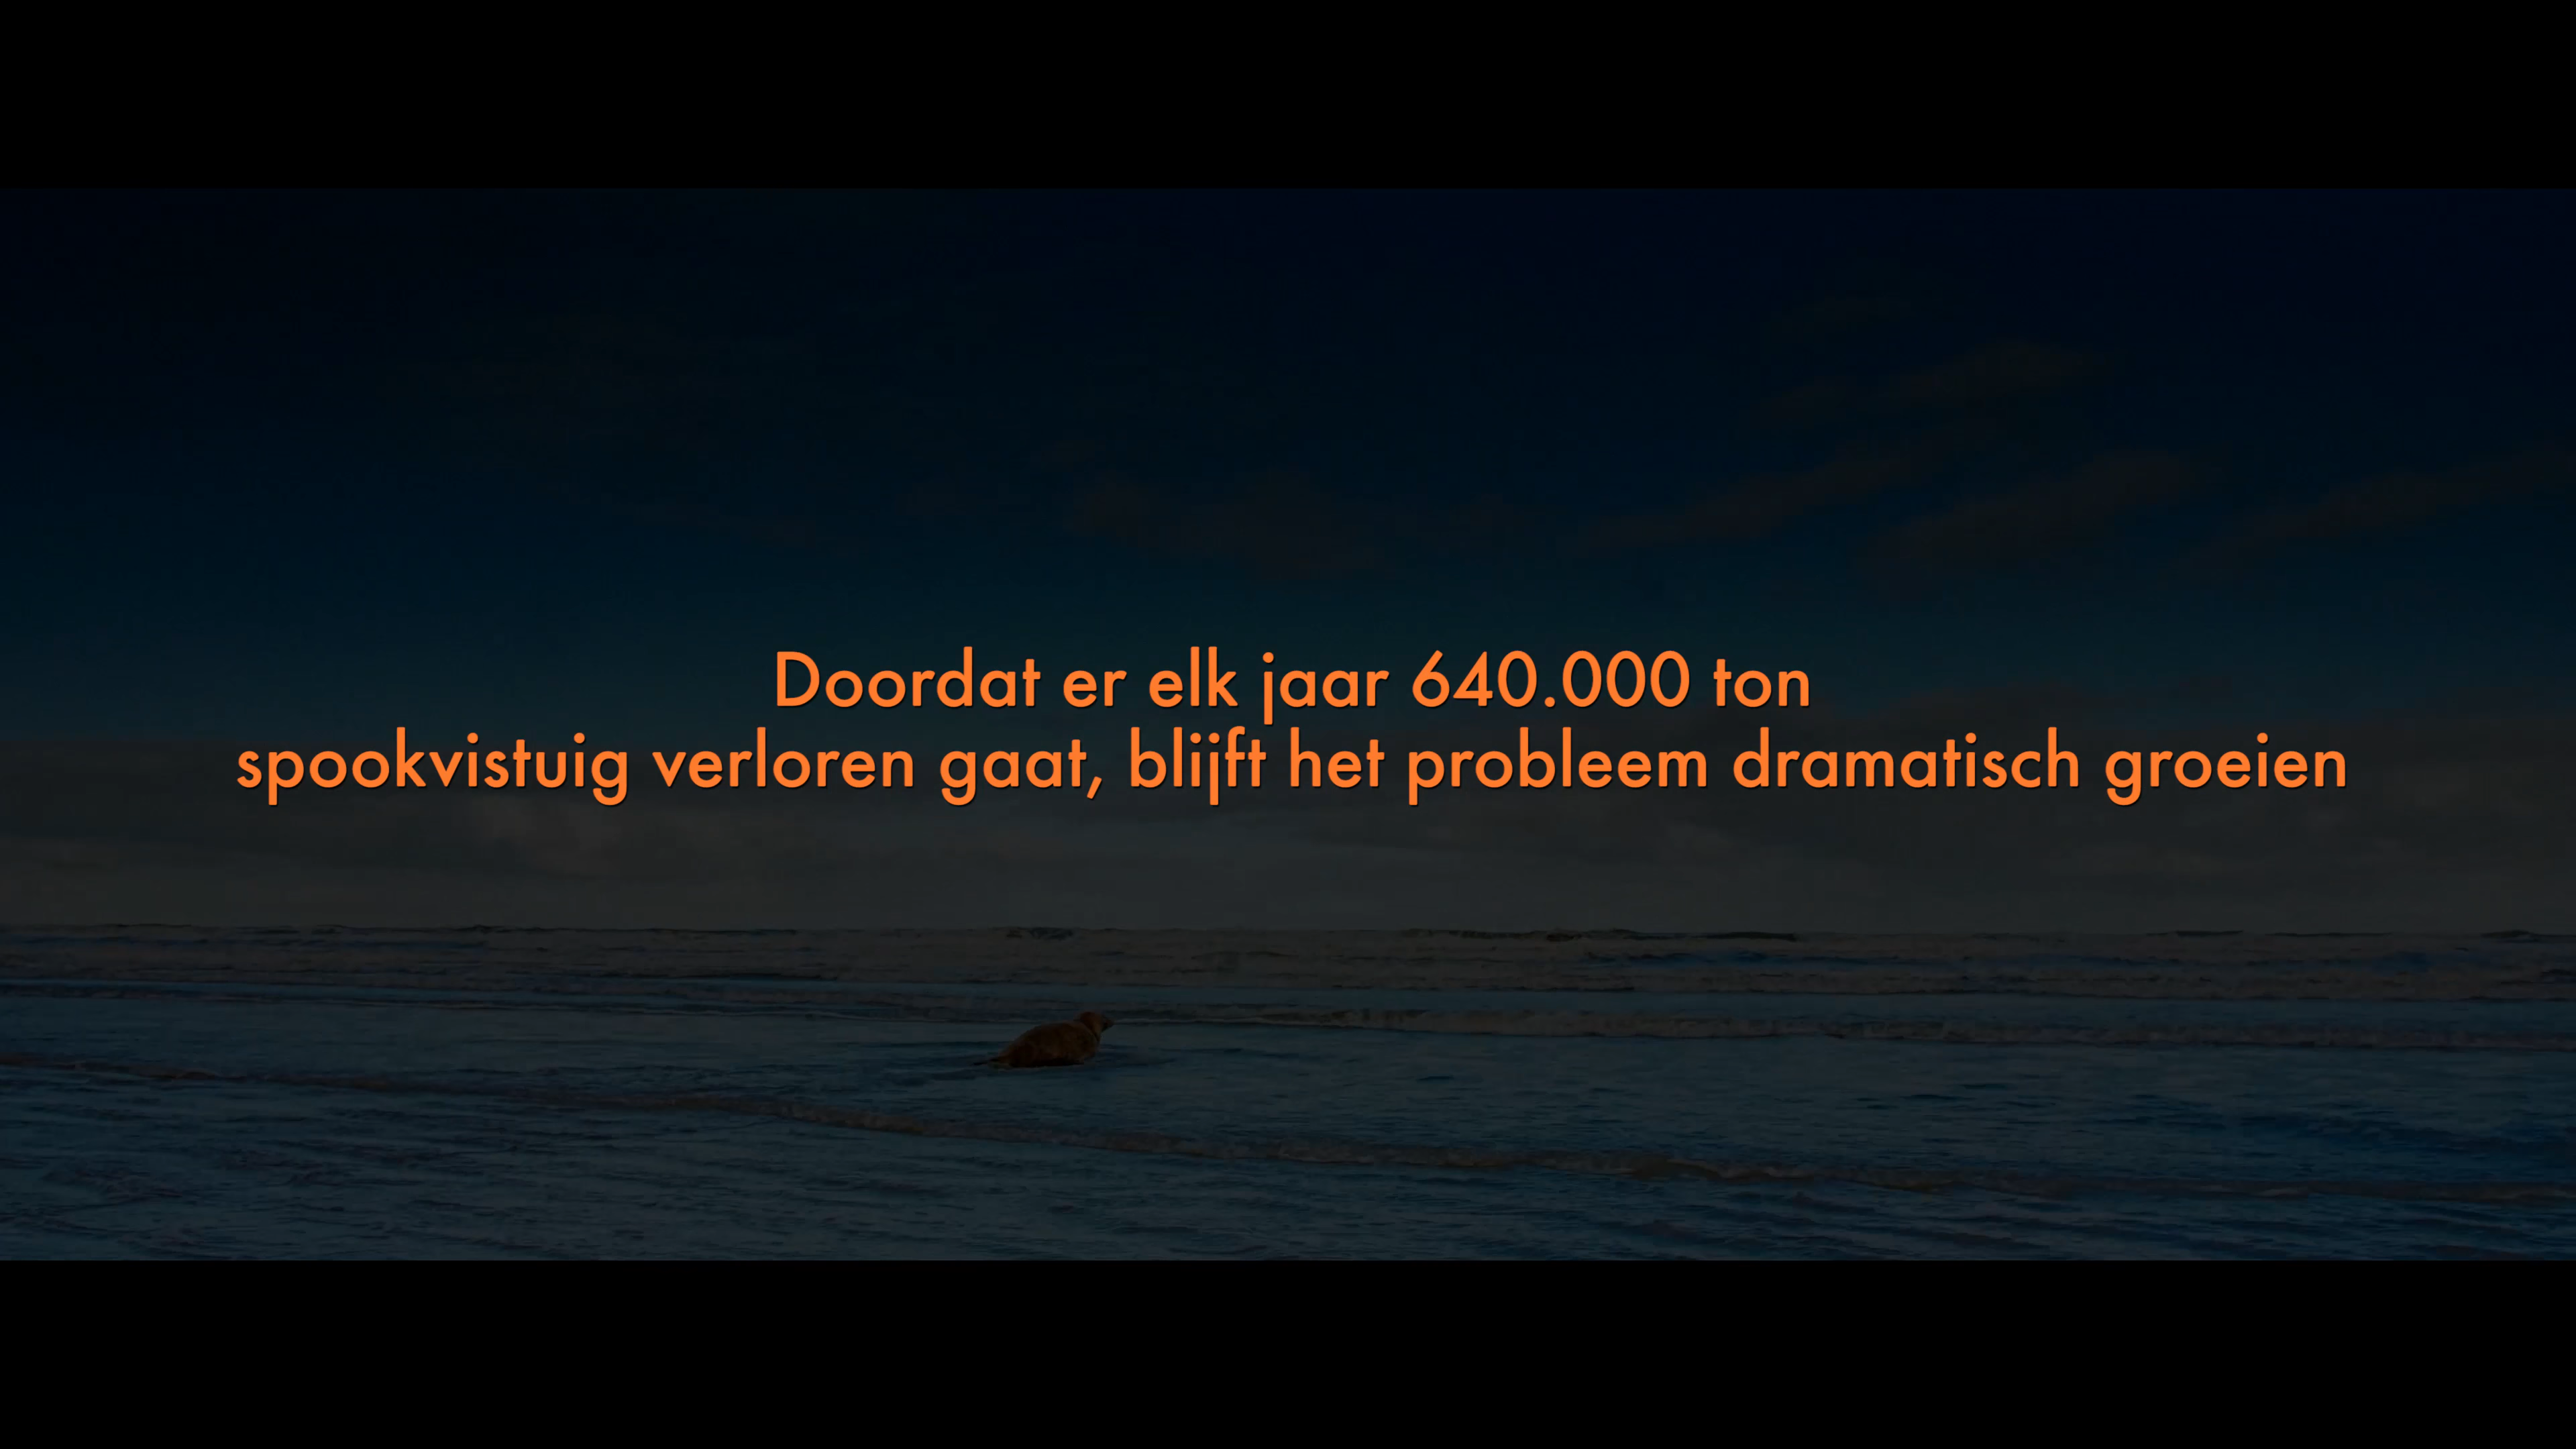 Doordat er elk jaar 640.000 ton
spookvistuig verloren gaat, blijft het probleem dramatisch groeien